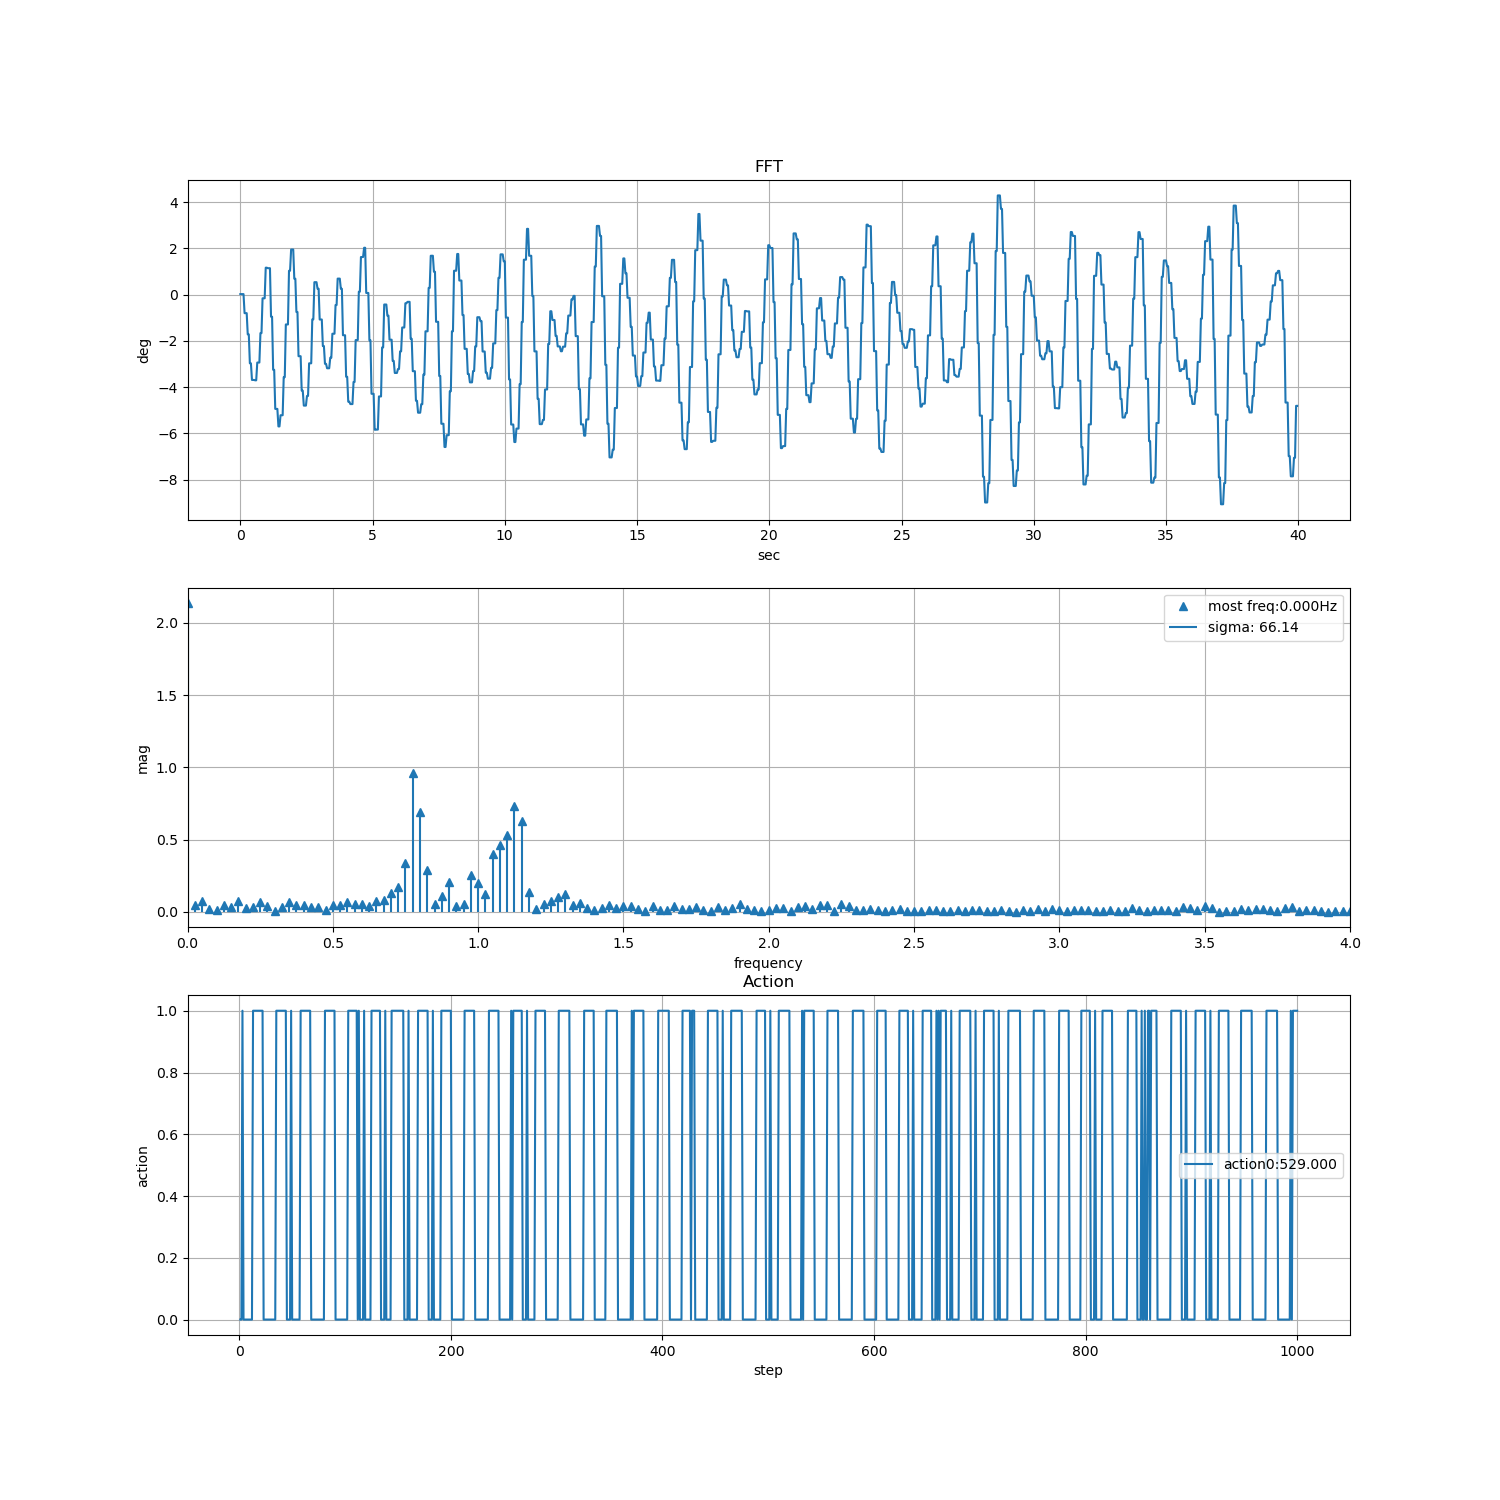 FFT
4
2
0
−2
−4
−6
−8
deg
0 5 10 15 20 25 30 35 40
sec
most freq:0.000Hz
sigma: 66.14
2.0
1.5
1.0
0.5
0.0
mag
0.0 0.5 1.0 1.5 2.0 2.5 3.0 3.5 4.0
frequency
Action
1.0
0.8
0.6
0.4
0.2
0.0
action
action0:529.000
0 200 400 600 800 1000
step